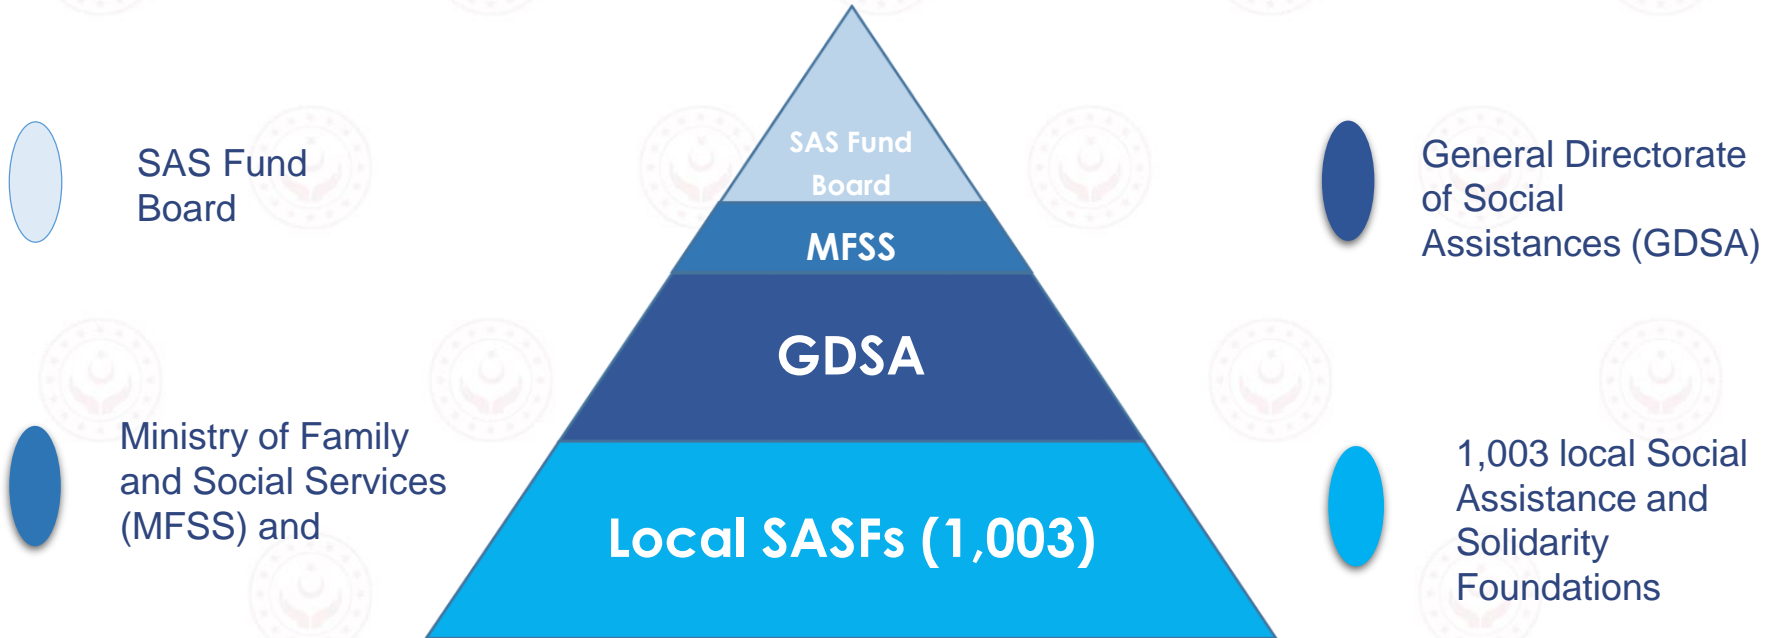 SAS Fund
Board
Ministry of Family
and Social Services
(MFSS) and
SAS Fund
Board
MFSS
GDSA
Local SASFs (1,003)
General Directorate
of Social
Assistances (GDSA)
1,003 local Social
Assistance and
Solidarity
Foundations